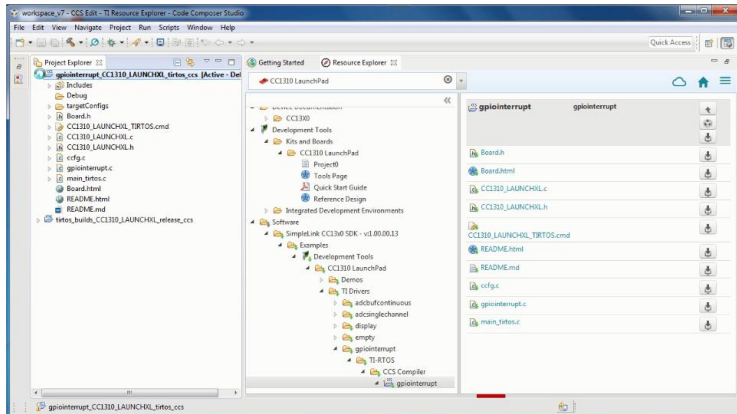 workspace_v7 - CCS Edit - TI Resource Explorer - Code Composer Studio
File Edit View Navigate Project Run Scripts Window Help
Quick Access
Project Explorer
gpiointerrupt_CC1310_LAUNCHXL_tirtos_ccs [Active - Del
Includes
Debug
targetConfigs
Board.h
CC1310_LAUNCHXL_TIRTOS.cmd
CC1310_LAUNCHXL.c
CC1310_LAUNCHXL.h
ccfg.c
gpiointerrupt.c
main_tirtos.c
Board.html
README.html
README.md
tirtos_builds_CC1310_LAUNCHXL_release_ccs
Getting Started Resource Explorer
CC1310 LaunchPad
Device Documentation
CC13X0
Development Tools
Kits and Boards
CC1310 LaunchPad
Project0
Tools Page
Quick Start Guide
Reference Design
Integrated Development Environments
Software
SimpleLink CC13x0 SDK - v:1.00.00.13
Examples
Development Tools
CC1310 LaunchPad
Demos
TI Drivers
adcbufcontinuous
adcsinglechannel
display
empty
gpiointerrupt
TI-RTOS
CCS Compiler
gpiointerrupt
gpiointerrupt gpiointerrupt
Board.h
Board.html
CC1310_LAUNCHXL.c
CC1310_LAUNCHXL.h
CC1310_LAUNCHXL_TIRTOS.cmd
README.html
README.md
ccfg.c
gpiointerrupt.c
main_tirtos.c
gpiointerrupt_CC1310_LAUNCHXL_tirtos_ccs